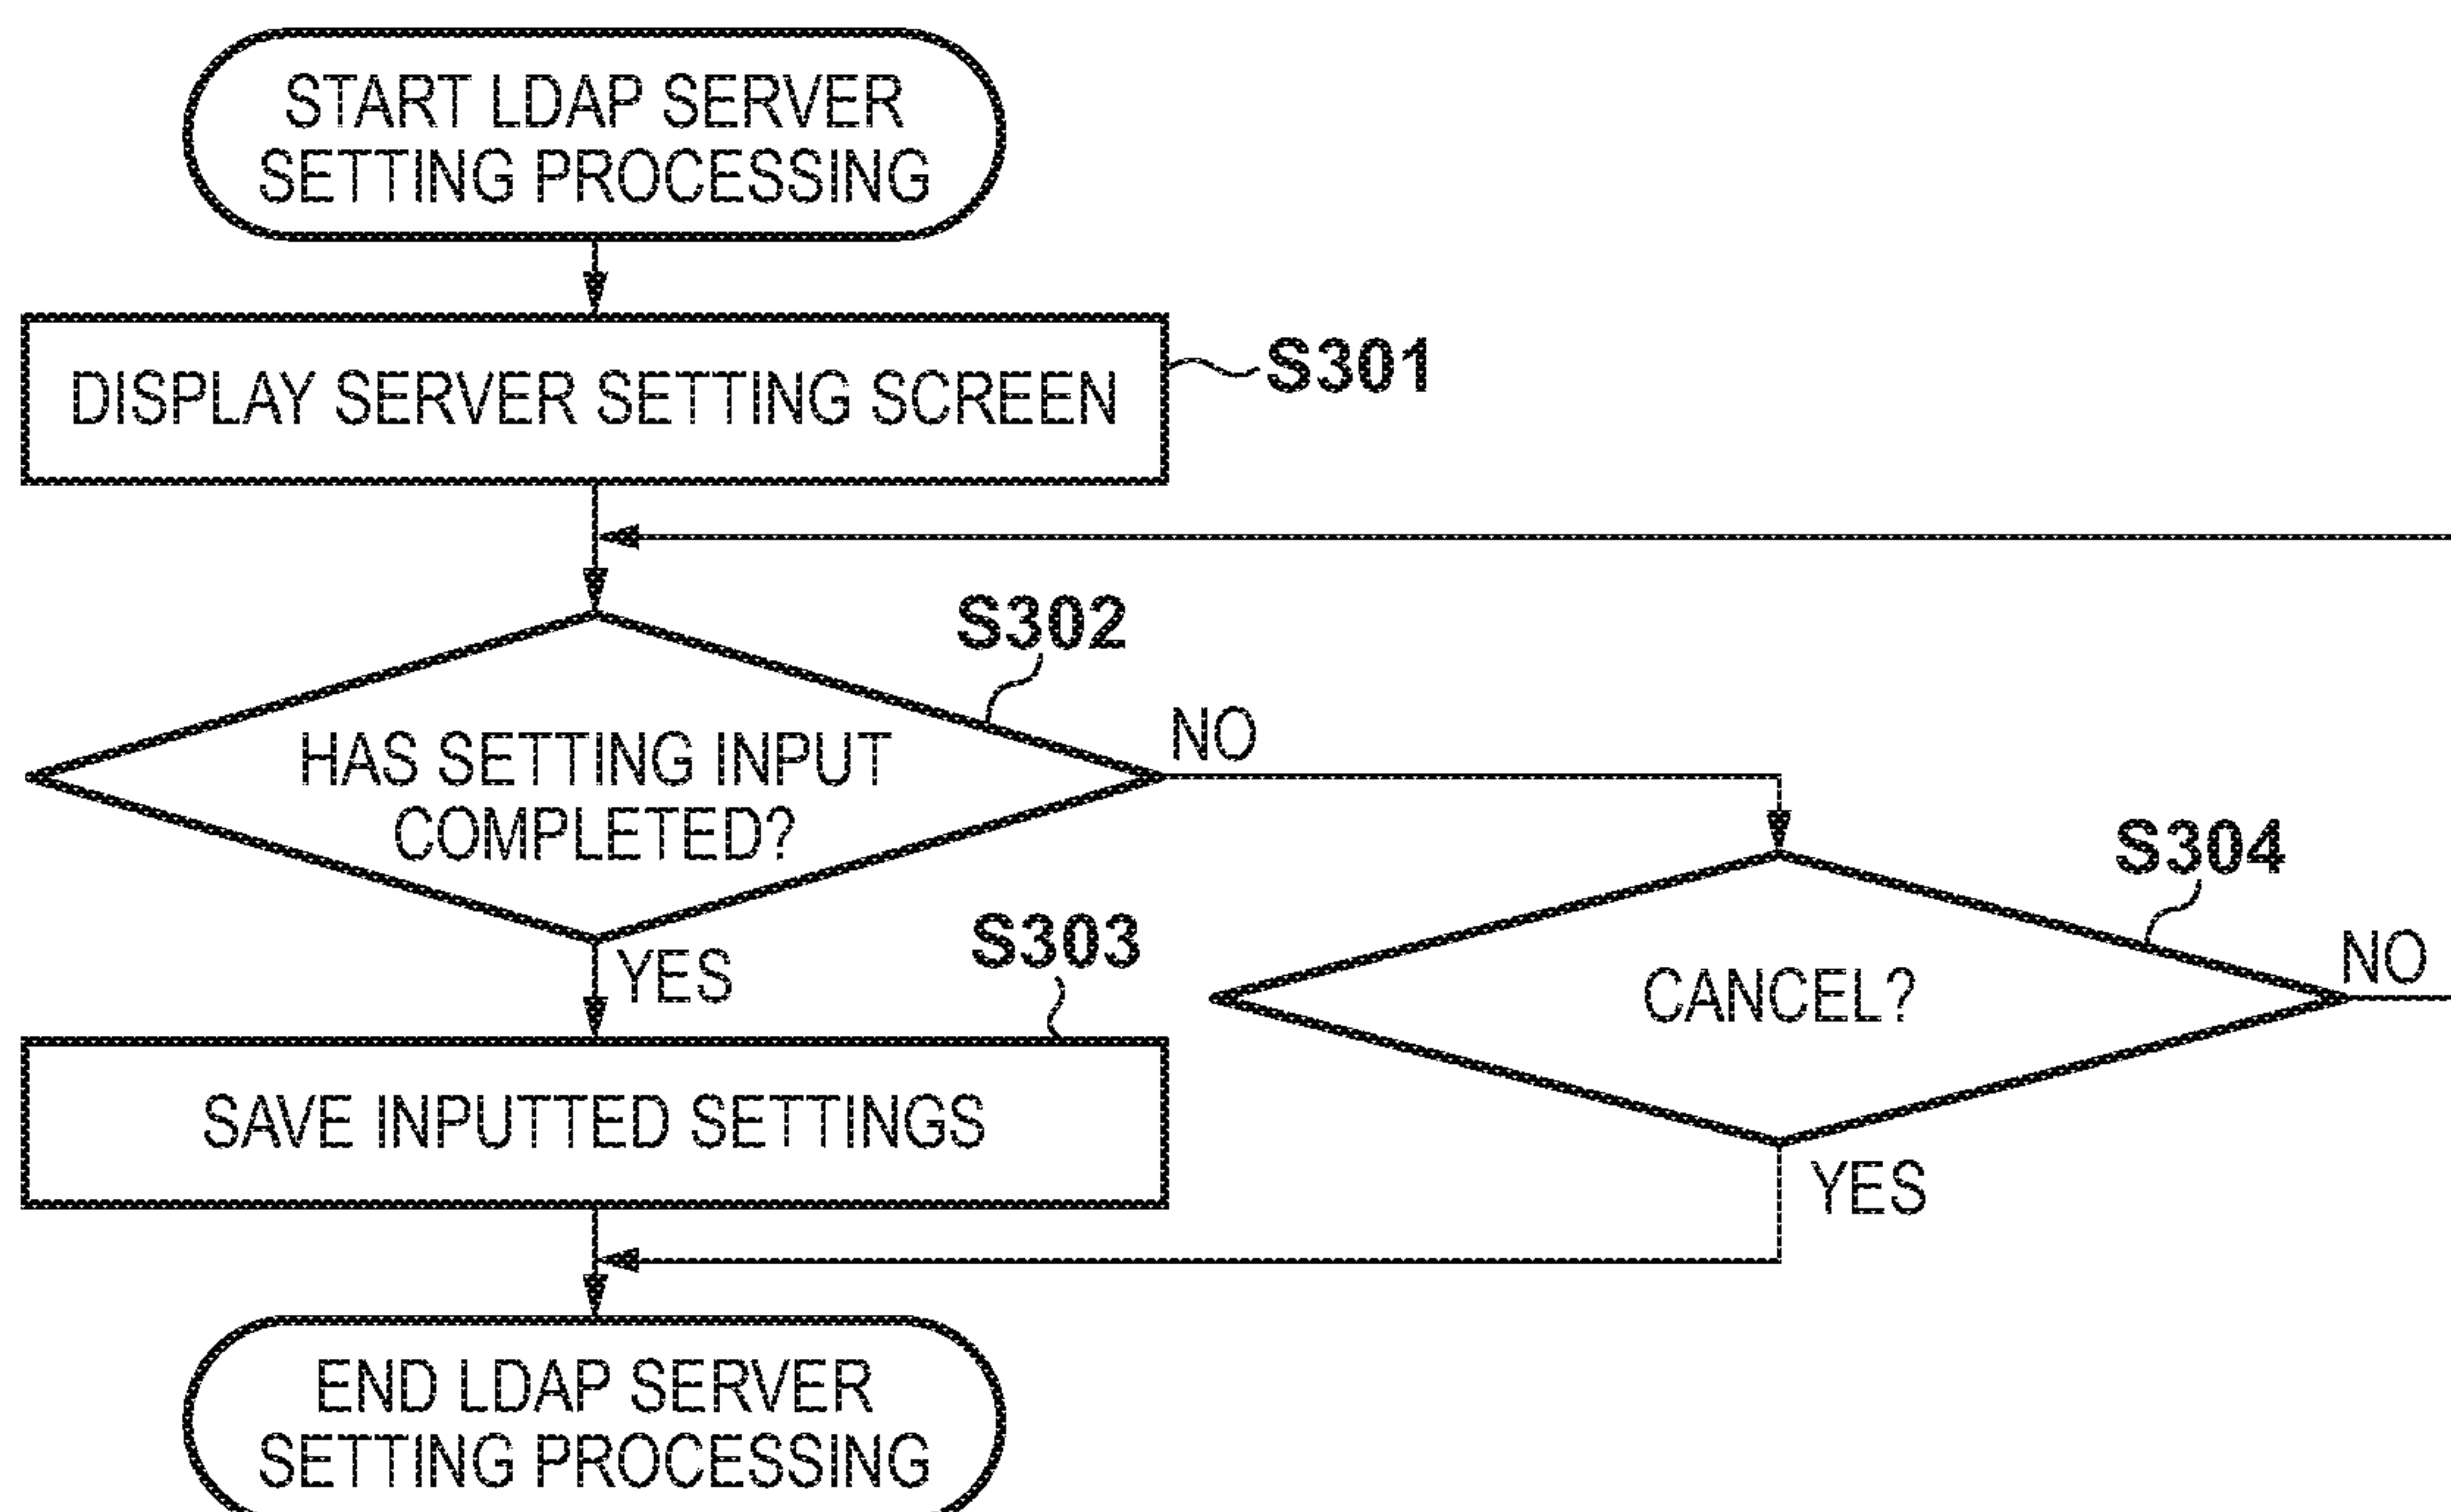 START LDAP SERVER
SETTING PROCESSING
DISPLAY SERVER SETTING SCREEN
S301
S302
HAS SETTING INPUT
COMPLETED?
NO
YES
S303
SAVE INPUTTED SETTINGS
S304
CANCEL?
NO
YES
END LDAP SERVER
SETTING PROCESSING